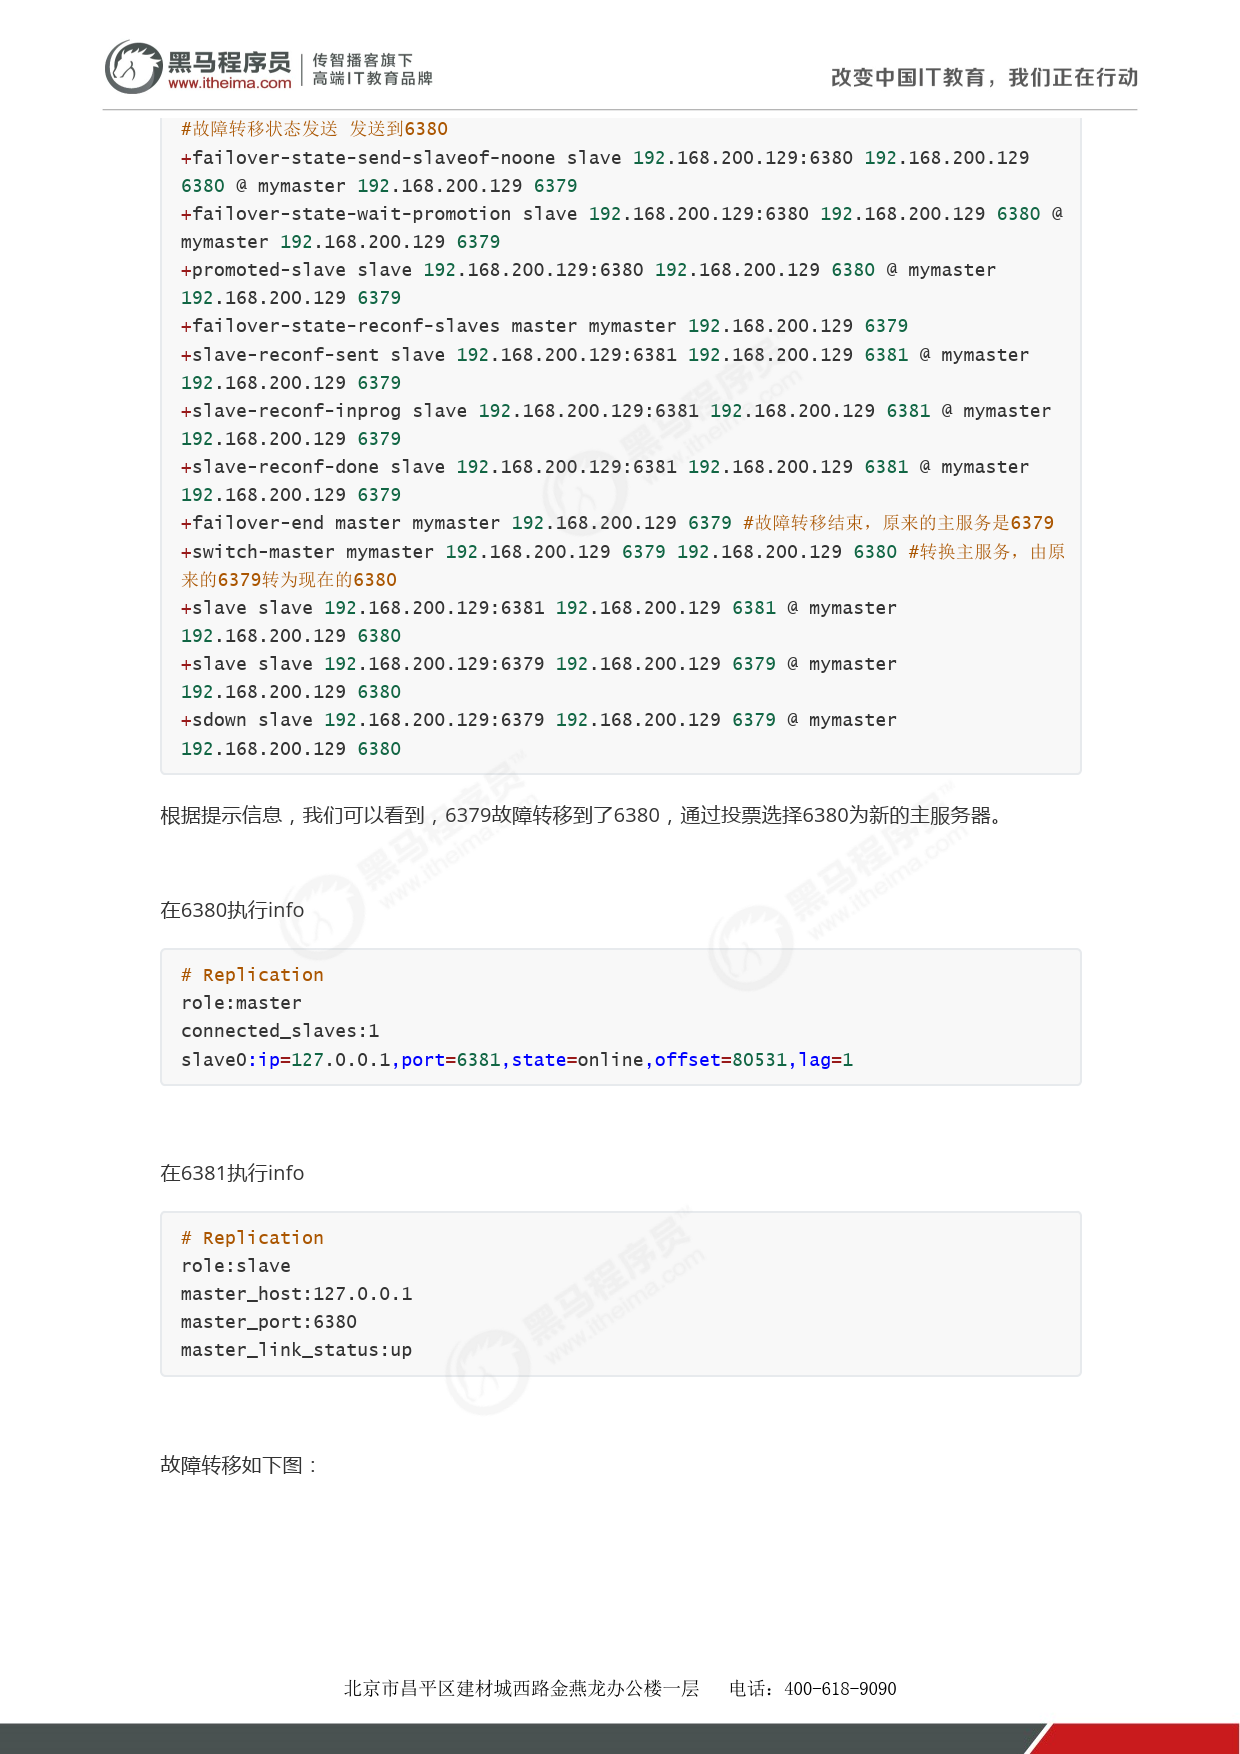 黑马程序员
www.itheima.com
传智播客旗下
高端IT教育品牌
改变中国IT教育，我们正在行动
#故障转移状态发送 发送到6380
+failover-state-send-slaveof-noone slave 192.168.200.129:6380 192.168.200.129
6380 @ mymaster 192.168.200.129 6379
+failover-state-wait-promotion slave 192.168.200.129:6380 192.168.200.129 6380 @
mymaster 192.168.200.129 6379
+promoted-slave slave 192.168.200.129:6380 192.168.200.129 6380 @ mymaster
192.168.200.129 6379
+failover-state-reconf-slaves master mymaster 192.168.200.129 6379
+slave-reconf-sent slave 192.168.200.129:6381 192.168.200.129 6381 @ mymaster
192.168.200.129 6379
+slave-reconf-inprog slave 192.168.200.129:6381 192.168.200.129 6381 @ mymaster
192.168.200.129 6379
+slave-reconf-done slave 192.168.200.129:6381 192.168.200.129 6381 @ mymaster
192.168.200.129 6379
+failover-end master mymaster 192.168.200.129 6379 #故障转移结束，原来的主服务是6379
+switch-master mymaster 192.168.200.129 6379 192.168.200.129 6380 #转换主服务，由原
来的6379转为现在的6380
+slave slave 192.168.200.129:6381 192.168.200.129 6381 @ mymaster
192.168.200.129 6380
+slave slave 192.168.200.129:6379 192.168.200.129 6379 @ mymaster
192.168.200.129 6380
+sdown slave 192.168.200.129:6379 192.168.200.129 6379 @ mymaster
192.168.200.129 6380
根据提示信息，我们可以看到，6379故障转移到了6380，通过投票选择6380为新的主服务器。
在6380执行info
# Replication
role:master
connected_slaves:1
slave0:ip=127.0.0.1,port=6381,state=online,offset=80531,lag=1
在6381执行info
# Replication
role:slave
master_host:127.0.0.1
master_port:6380
master_link_status:up
故障转移如下图：
北京市昌平区建材城西路金燕龙办公楼一层 电话：400-618-9090